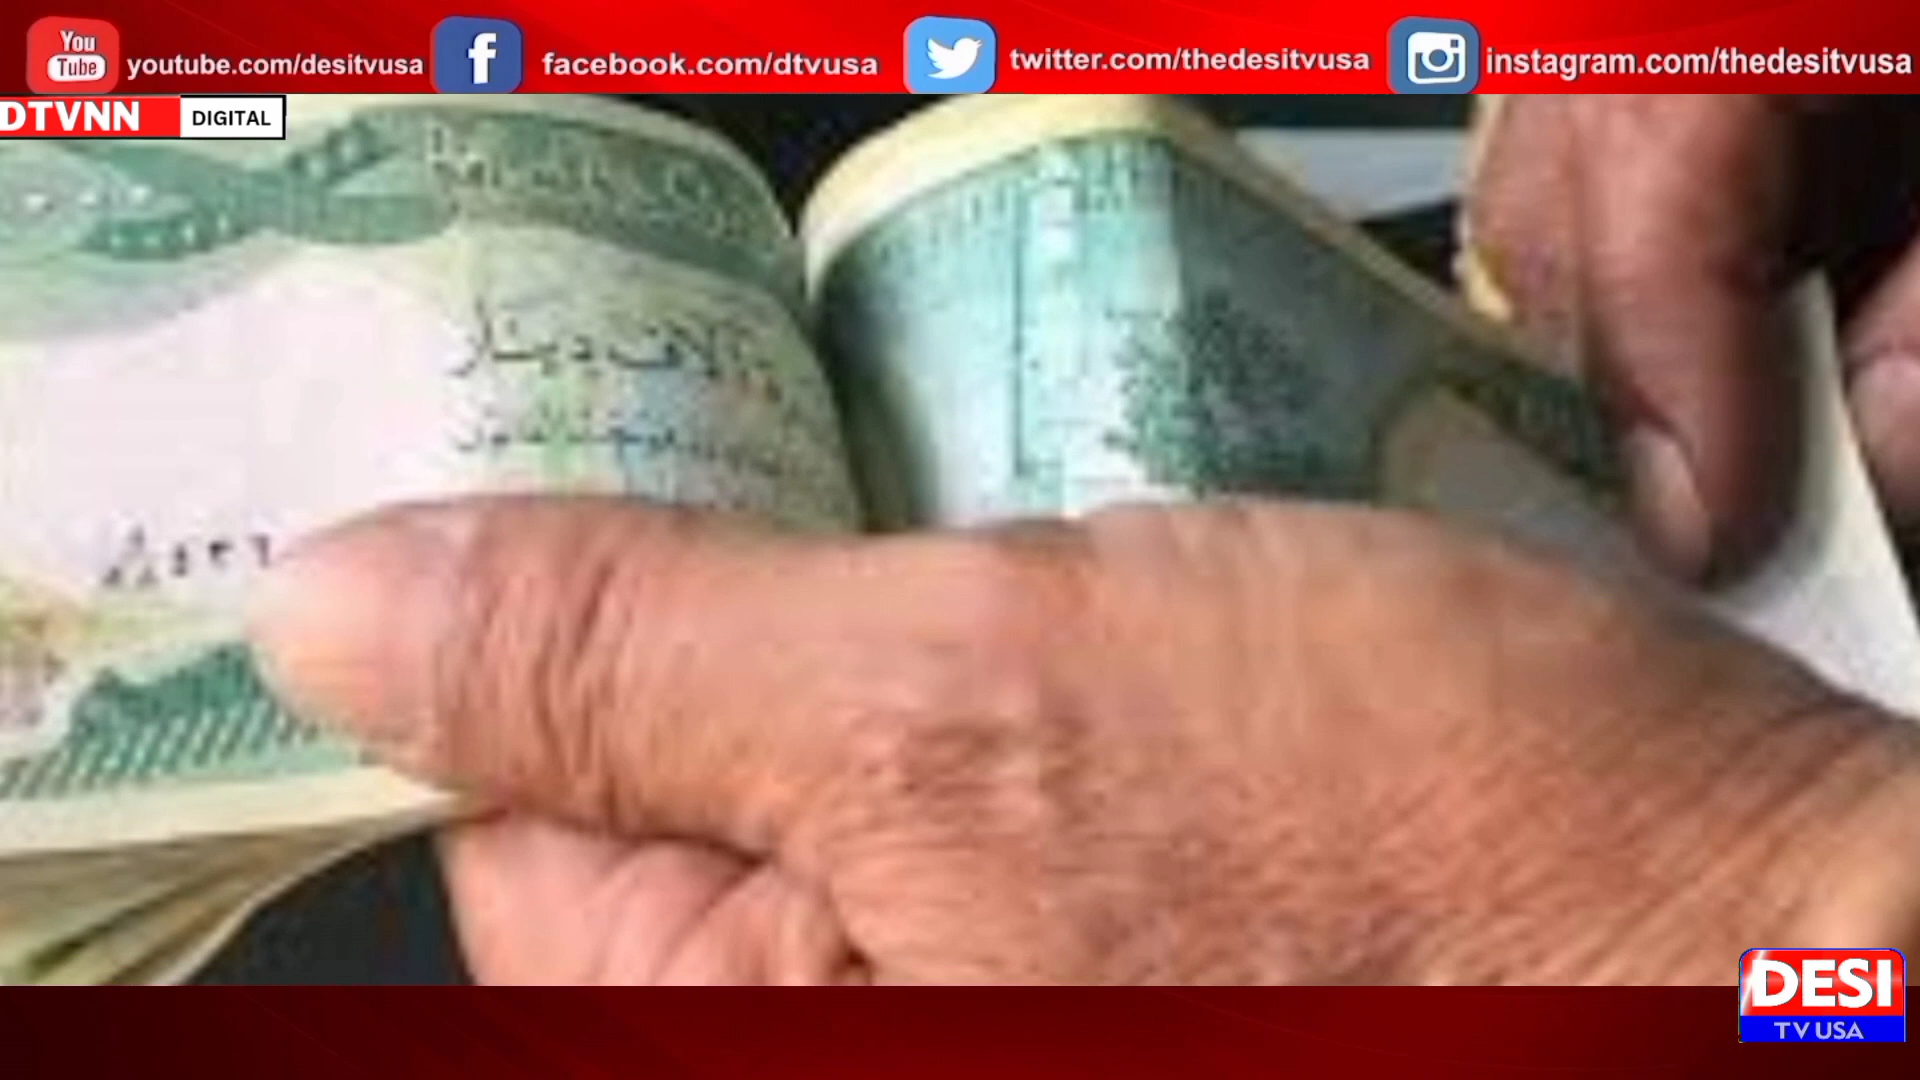 You
Tube
youtube.com/desitvusa
f
facebook.com/dtvusa
twitter.com/thedesitvusa
instagram.com/thedesitvusa
DTVNN
DIGITAL
دينار
DESI
TV USA